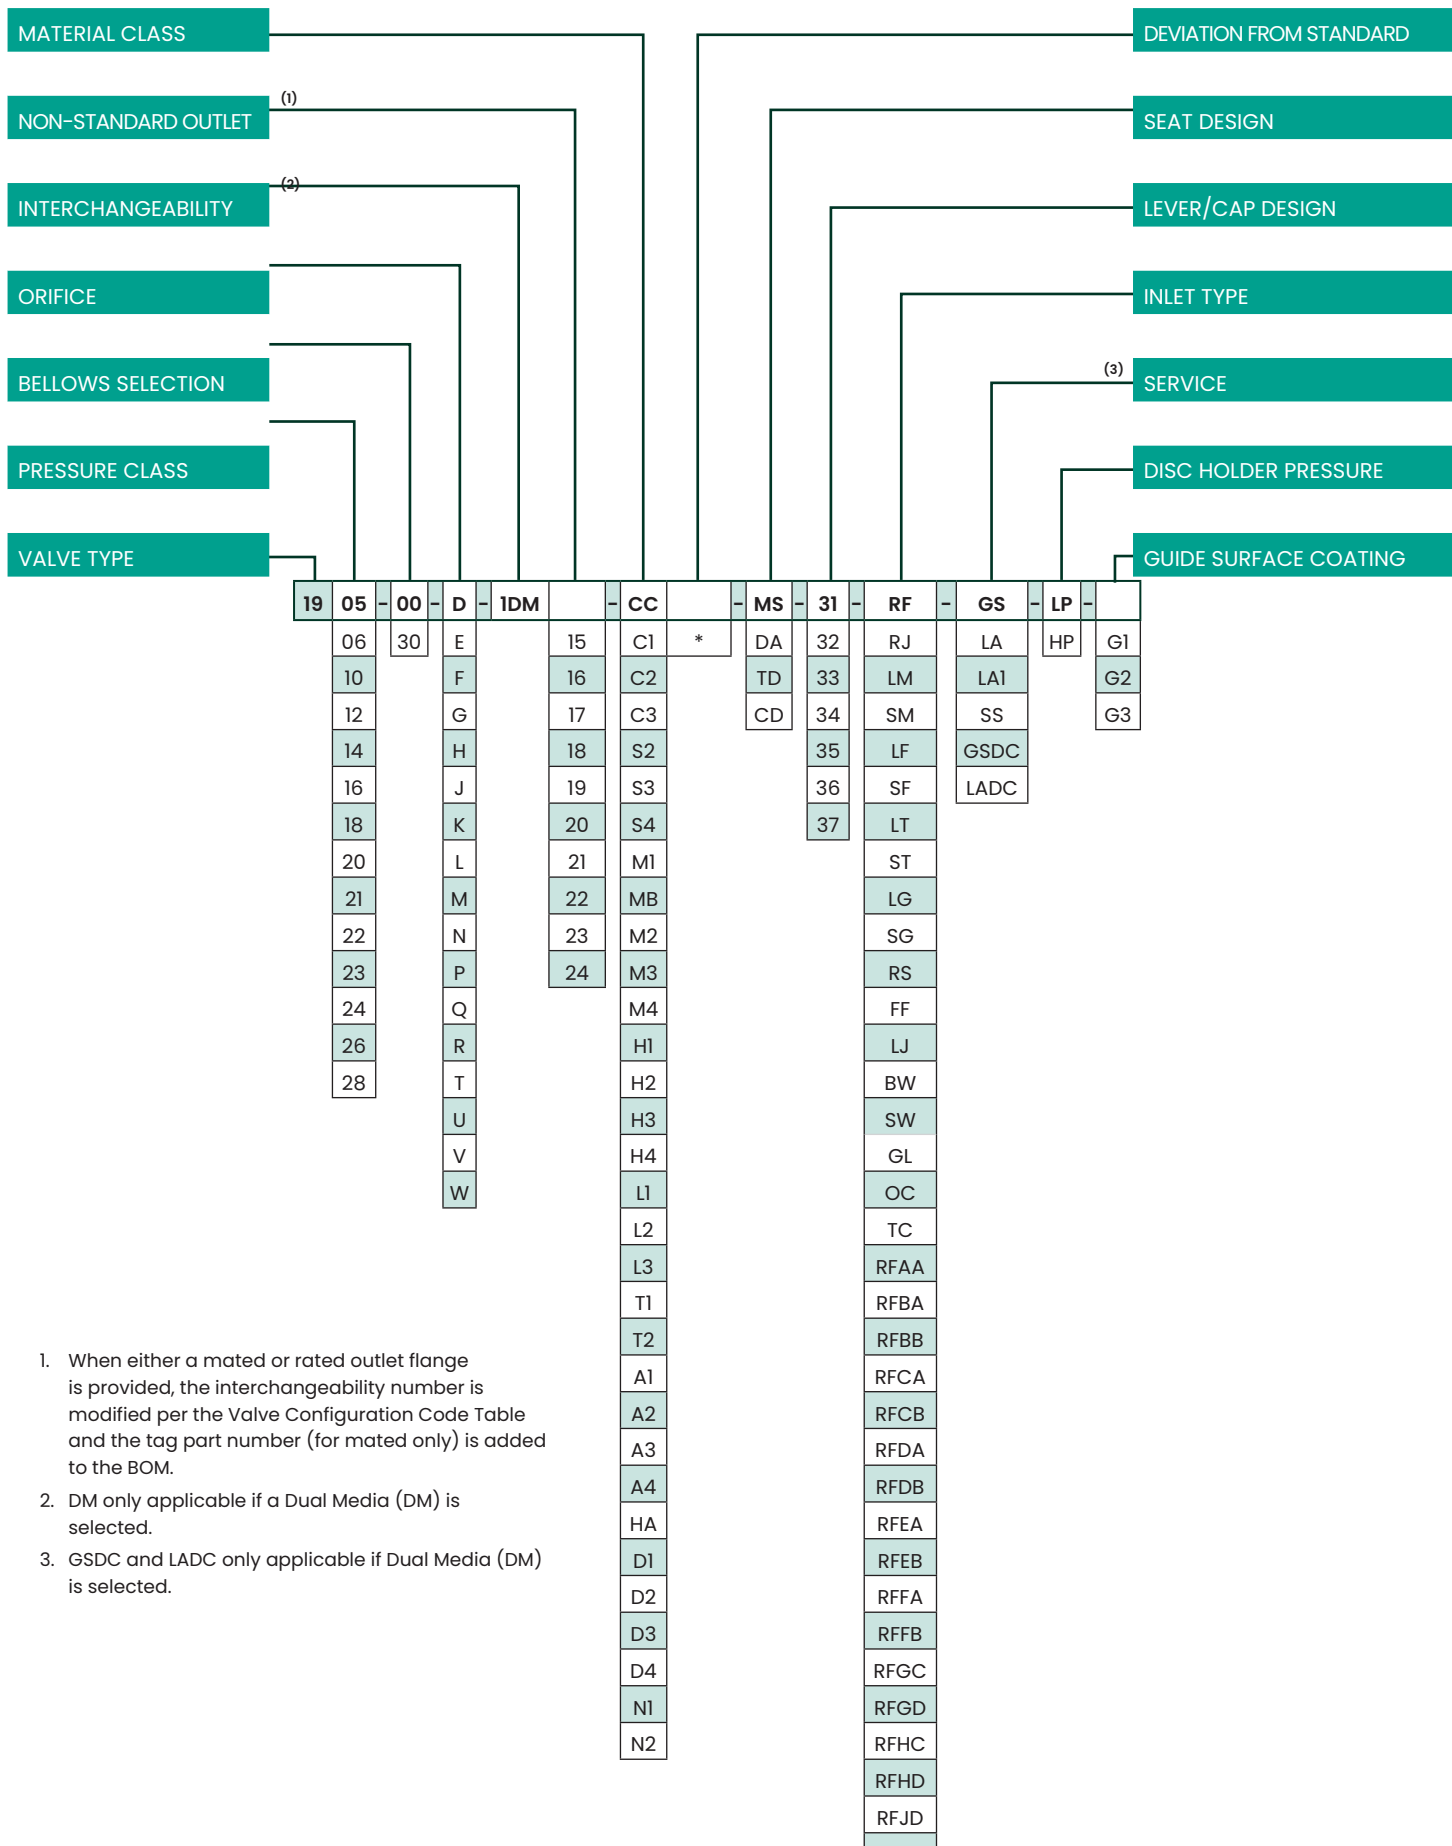 MATERIAL CLASS
DEVIATION FROM STANDARD
(1)
NON-STANDARD OUTLET
SEAT DESIGN
(2)
INTERCHANGEABILITY
LEVER/CAP DESIGN
ORIFICE
INLET TYPE
BELLOWS SELECTION
(3)
SERVICE
PRESSURE CLASS
DISC HOLDER PRESSURE
VALVE TYPE
GUIDE SURFACE COATING
19 05 - 00 - D - 1DM - CC - MS - 31 - RF - GS - LP -
06 30 E 15 C1 * DA 32 RJ LA HP G1
10 F 16 C2 TD 33 LM LA1 G2
12 G 17 C3 CD 34 SM SS G3
14 H 18 S2 35 LF GSDC
16 J 19 S3 36 SF LADC
18 K 20 S4 37 LT
20 L 21 M1 ST
21 M 22 MB LG
22 N 23 M2 SG
23 P 24 M3 RS
24 Q M4 FF
26 R H1 LJ
28 T H2 BW
U H3 SW
V H4 GL
W L1 OC
L2 TC
L3 RFAA
T1 RFBA
T2 RFBB
A1 RFCA
A2 RFCB
A3 RFDA
A4 RFDB
HA RFEA
D1 RFEB
D2 RFFA
D3 RFFB
D4 RFGC
N1 RFGD
N2 RFHC
RFHD
RFJD
1. When either a mated or rated outlet flange
is provided, the interchangeability number is
modified per the Valve Configuration Code Table
and the tag part number (for mated only) is added
to the BOM.
2. DM only applicable if a Dual Media (DM) is
selected.
3. GSDC and LADC only applicable if Dual Media (DM)
is selected.